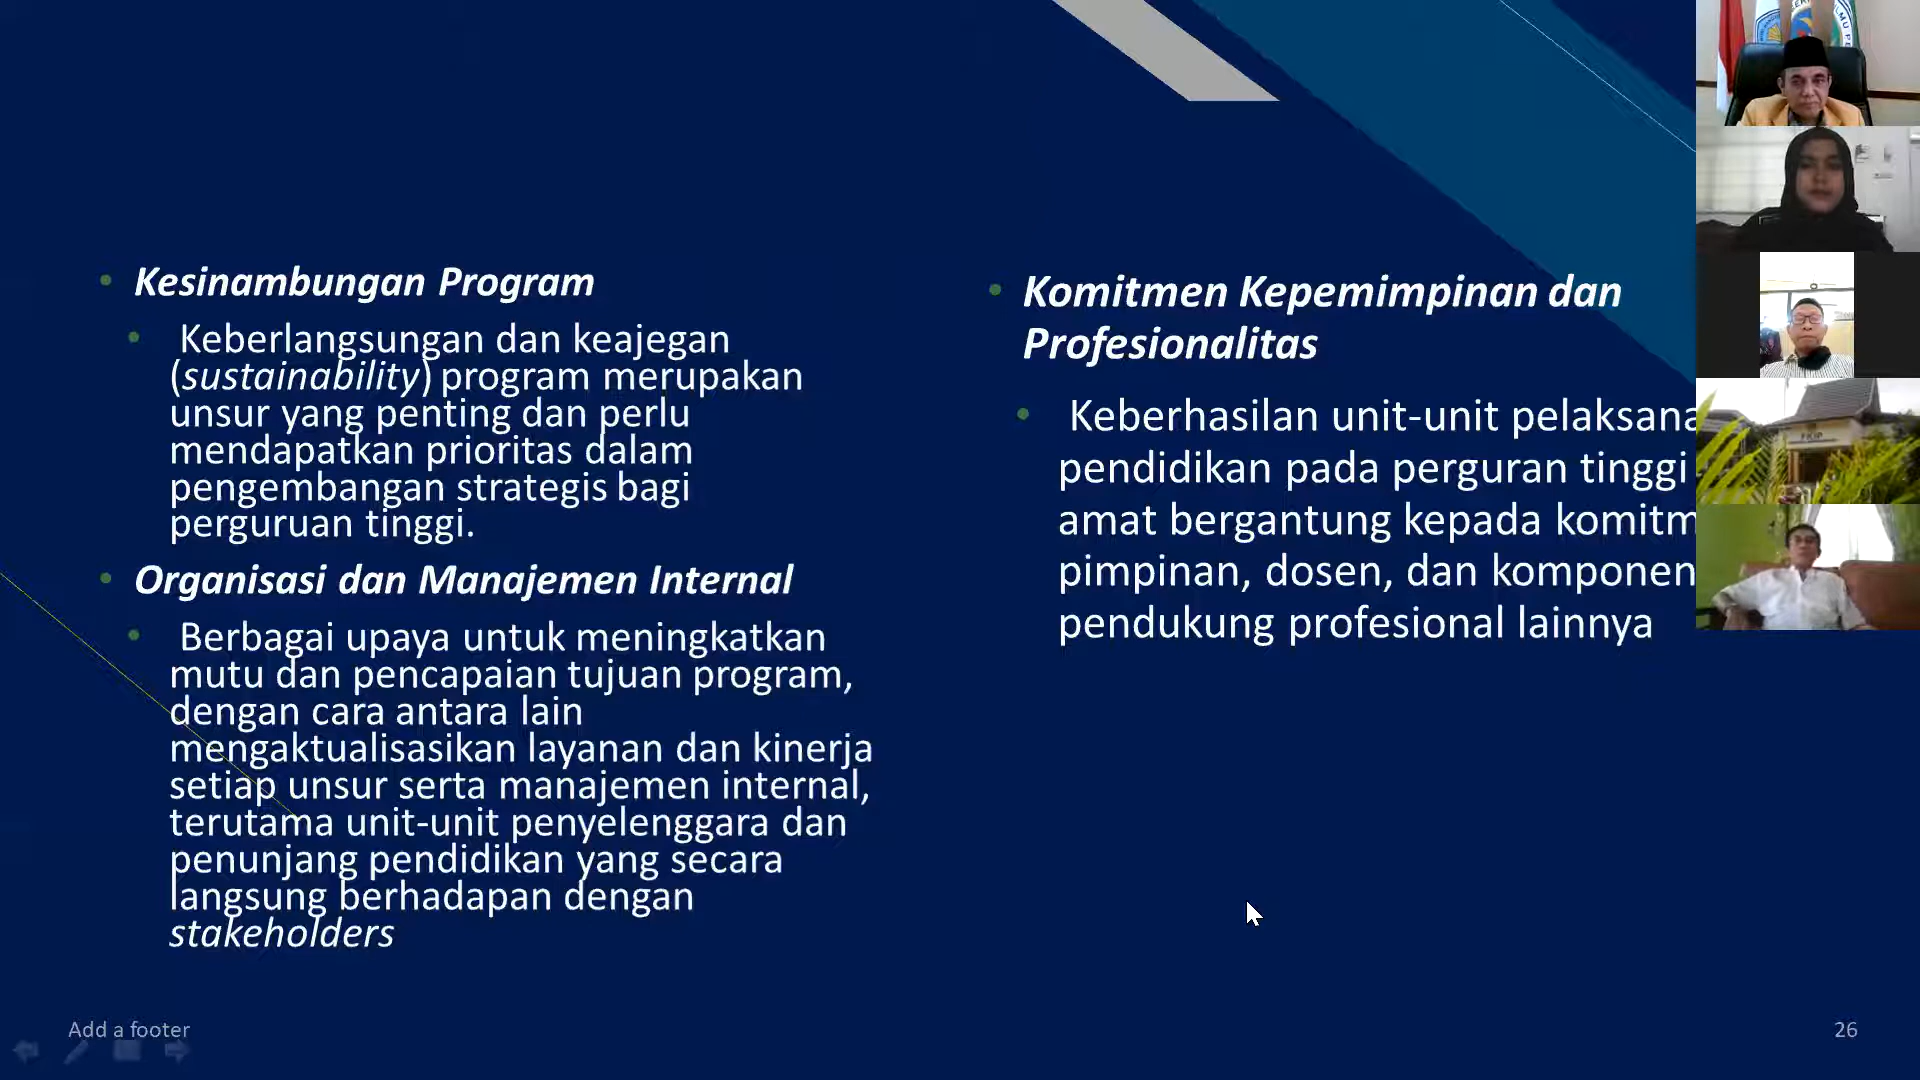 Kesinambungan Program
Keberlangsungan dan keajegan
(sustainability) program merupakan
unsur yang penting dan perlu
mendapatkan prioritas dalam
pengembangan strategis bagi
perguruan tinggi.
Organisasi dan Manajemen Internal
Berbagai upaya untuk meningkatkan
mutu dan pencapaian tujuan program,
dengan cara antara lain
mengaktualisasikan layanan dan kinerja
setiap unsur serta manajemen internal,
terutama unit-unit penyelenggara dan
penunjang pendidikan yang secara
langsung berhadapan dengan
stakeholders
Komitmen Kepemimpinan dan
Profesionalitas
Keberhasilan unit-unit pelaksana
pendidikan pada perguran tinggi
amat bergantung kepada komitm
pimpinan, dosen, dan komponen
pendukung profesional lainnya
Add a footer
26